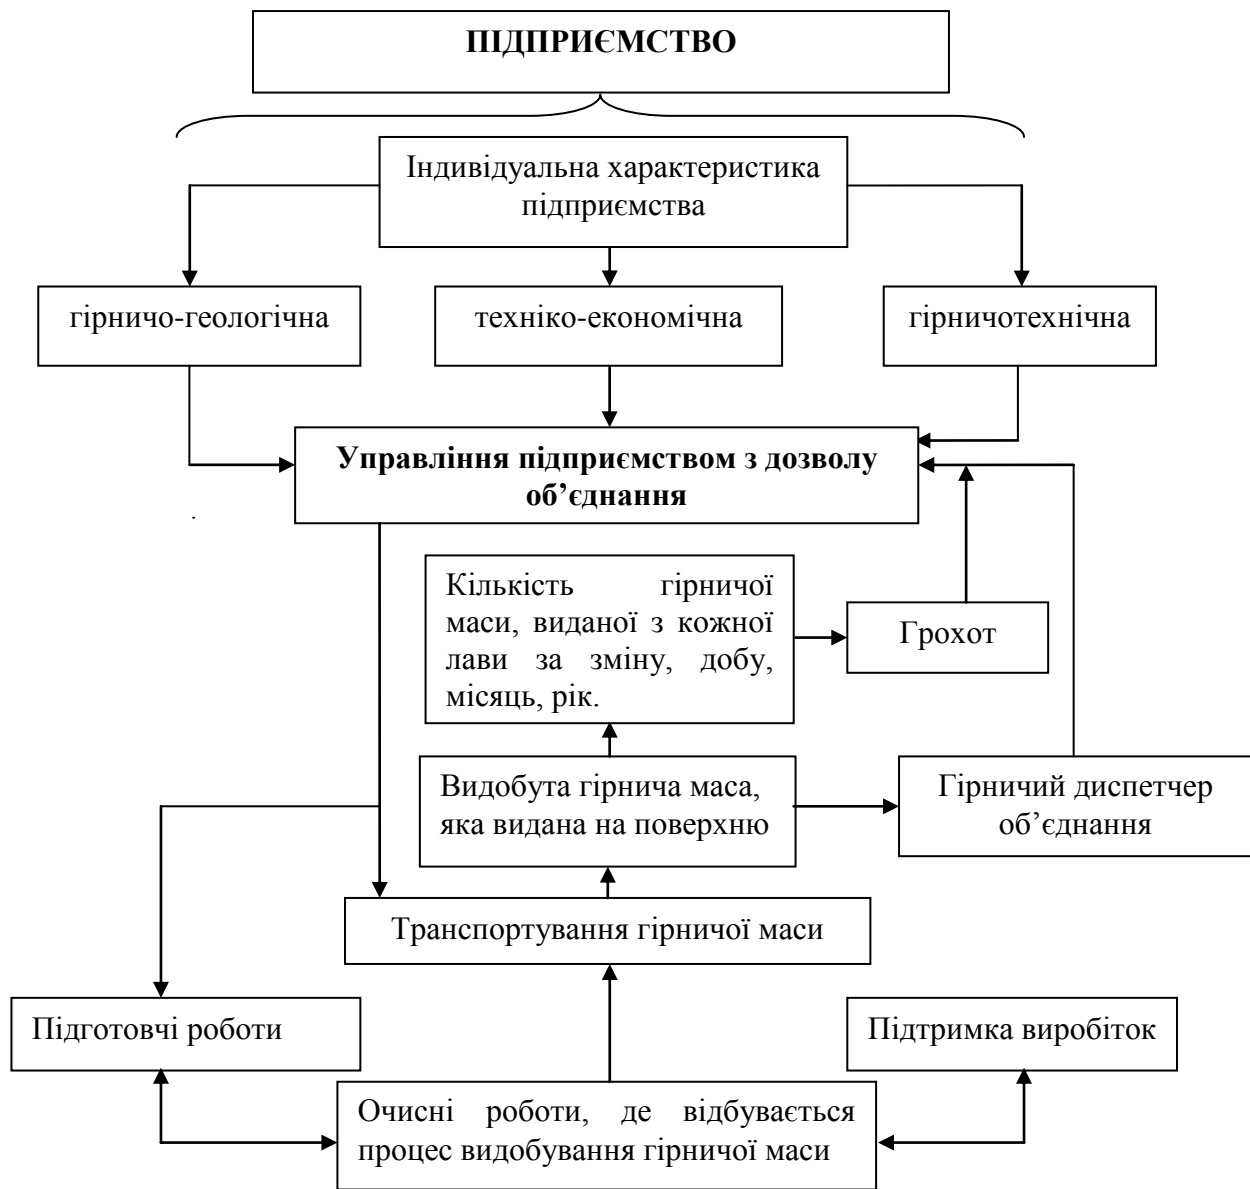 ПІДПРИЄМСТВО
Індивідуальна характеристика
підприємства
гірничо-геологічна
техніко-економічна
гірничотехнічна
Управління підприємством з дозволу
об’єднання
Кількість гірничої
маси, виданої з кожної
лави за зміну, добу,
місяць, рік.
Грохот
Видобута гірнича маса,
яка видана на поверхню
Гірничий диспетчер
об’єднання
Транспортування гірничої маси
Підготовчі роботи
Підтримка виробіток
Очисні роботи, де відбувається
процес видобування гірничої маси